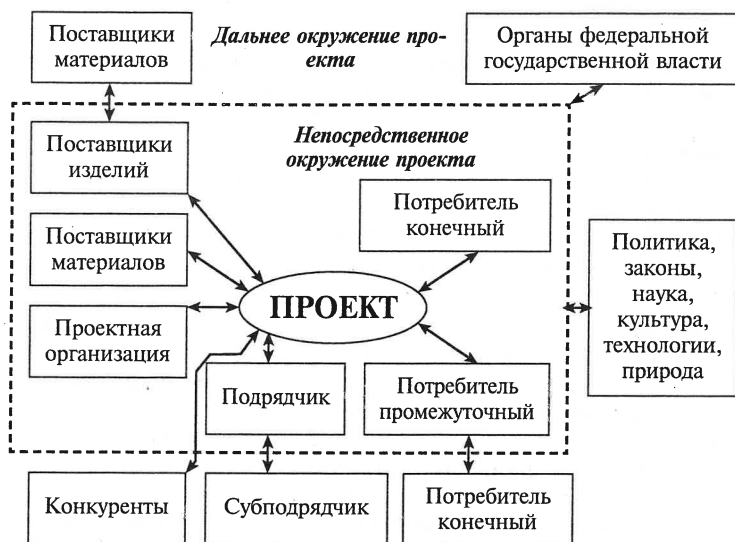 Поставщики
материалов
Дальнее окружение про-
екта
Органы федеральной
государственной власти
Поставщики
изделий
Непосредственное
окружение проекта
Потребитель
конечный
Поставщики
материалов
Политика,
законы,
наука,
культура,
технологии,
природа
ПРОЕКТ
Проектная
организация
Подрядчик
Потребитель
промежуточный
Конкуренты
Субподрядчик
Потребитель
конечный